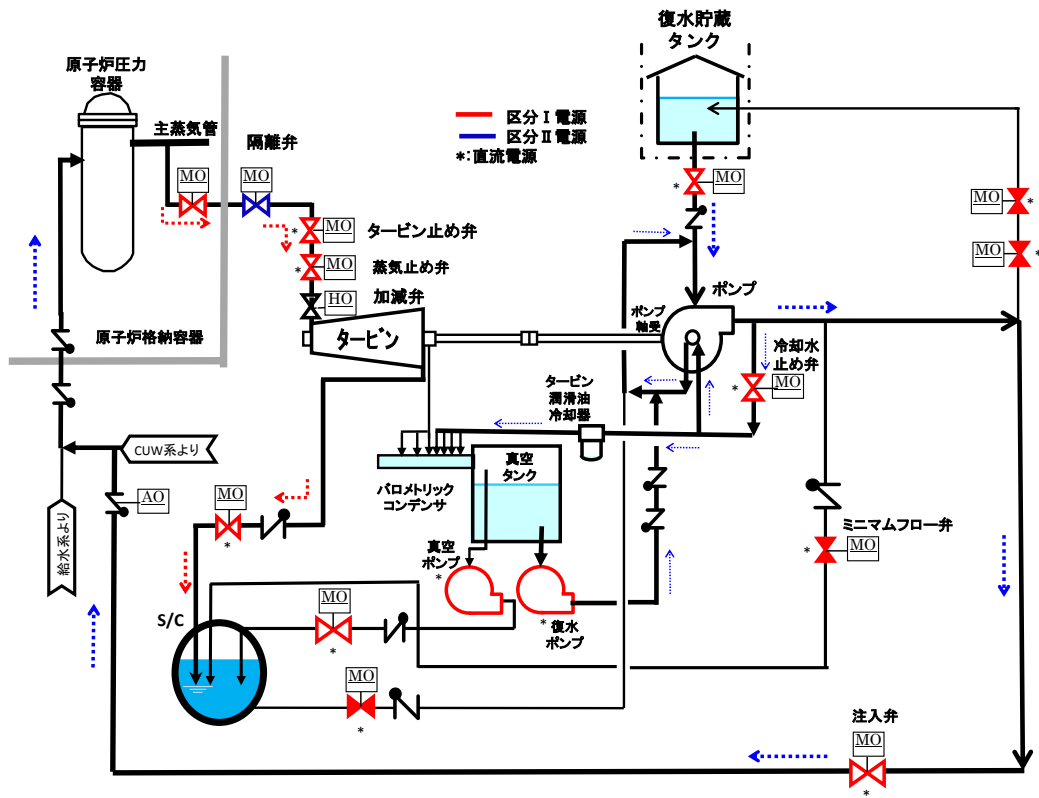 復水貯蔵
タンク
原子炉圧力
容器
主蒸気管
隔離弁
区分Ⅰ電源
区分Ⅱ電源
*:直流電源
MO
MO
*
MO
MO
*
MO
*
*
MO
タービン止め弁
MO
*
*
MO
蒸気止め弁
HO
加減弁
ポンプ
ポンプ
軸受
原子炉格納容器
タービン
冷却水
止め弁
*
MO
タービン
潤滑油
冷却器
CUW系より
真空
タンク
バロメトリック
コンデンサ
AO
MO
*
給水系より
ミニマムフロー弁
*
MO
真空
ポンプ
*
*
復水
ポンプ
S/C
MO
*
MO
*
注入弁
MO
*